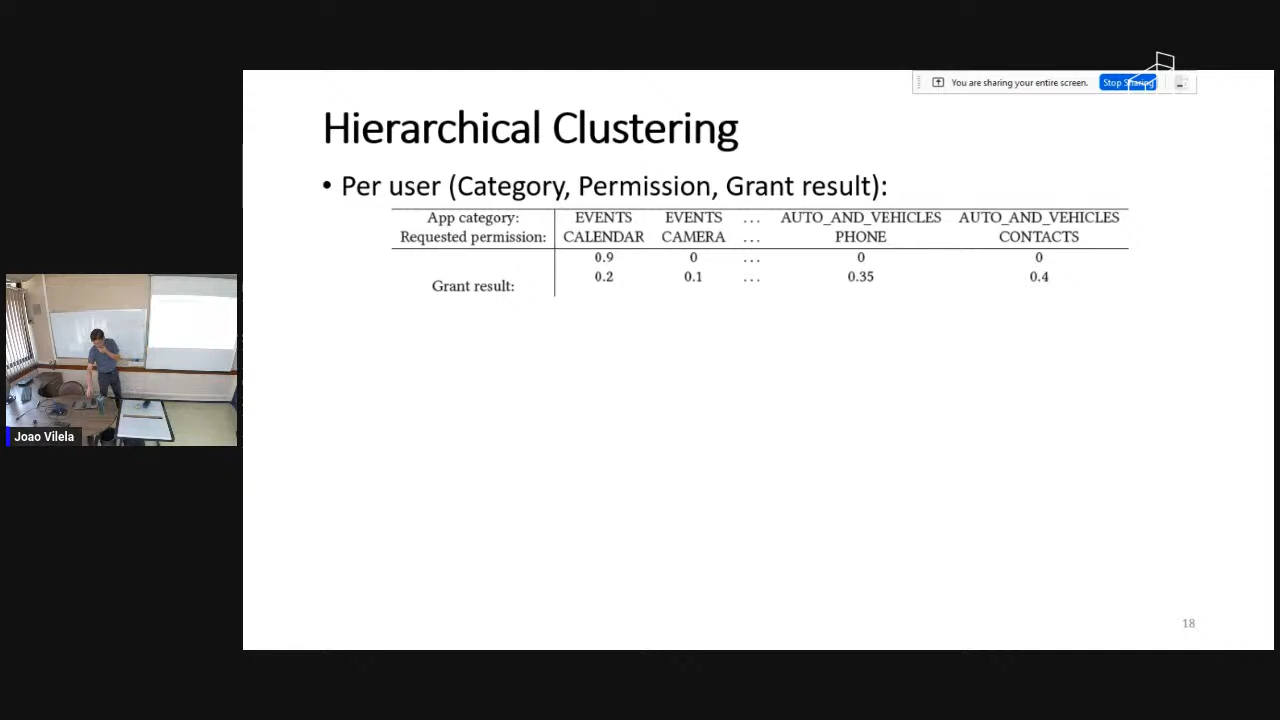 You are sharing your entire screen.
Stop Sharing
Hierarchical Clustering
• Per user (Category, Permission, Grant result):
App category: EVENTS EVENTS ... AUTO_AND_VEHICLES AUTO_AND_VEHICLES
Requested permission: CALENDAR CAMERA ... PHONE CONTACTS
0.9 0 ... 0 0
0.2 0.1 ... 0.35 0.4
Grant result:
Joao Vilela
18